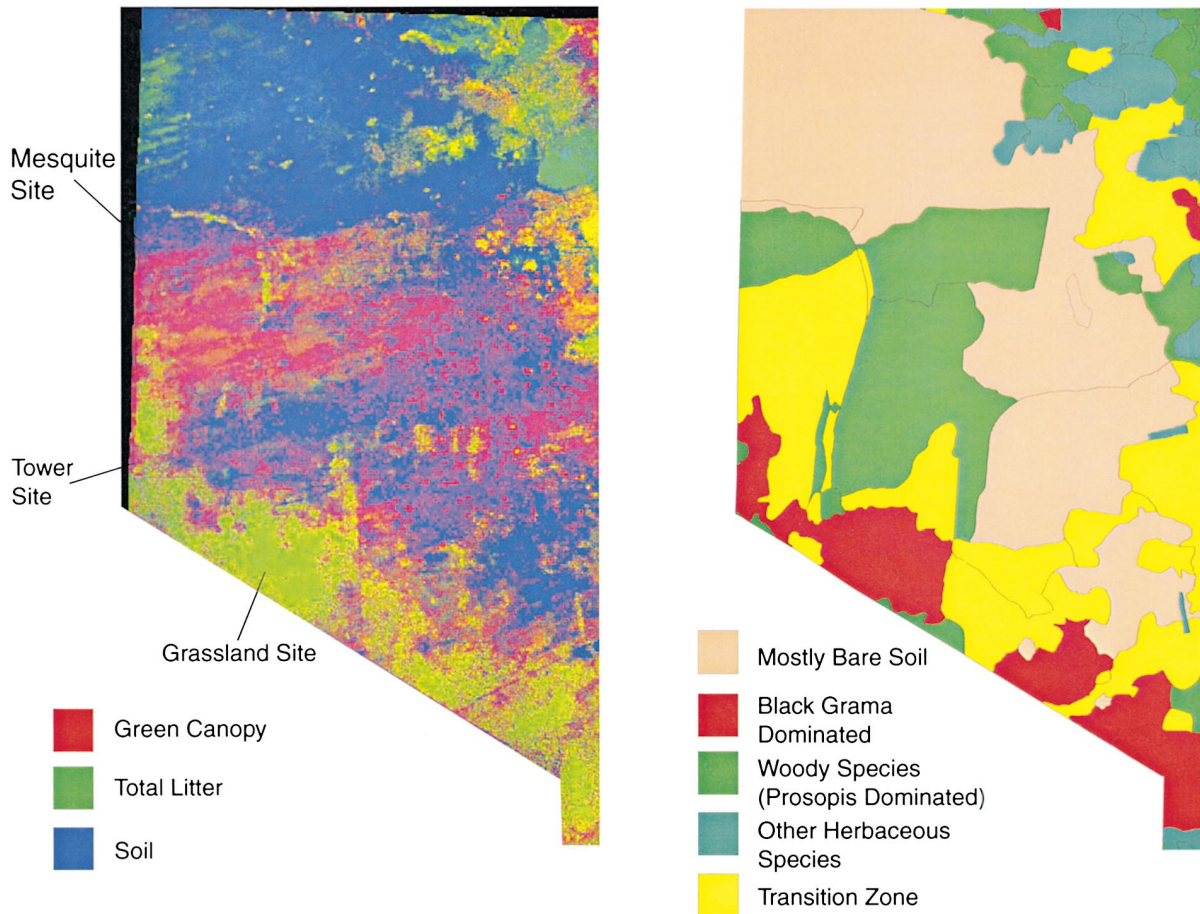 Mesquite
Site
Tower
Site
Grassland Site
Green Canopy
Total Litter
Soil
Mostly Bare Soil
Black Grama
Dominated
Woody Species
(Prosopis Dominated)
Other Herbaceous
Species
Transition Zone